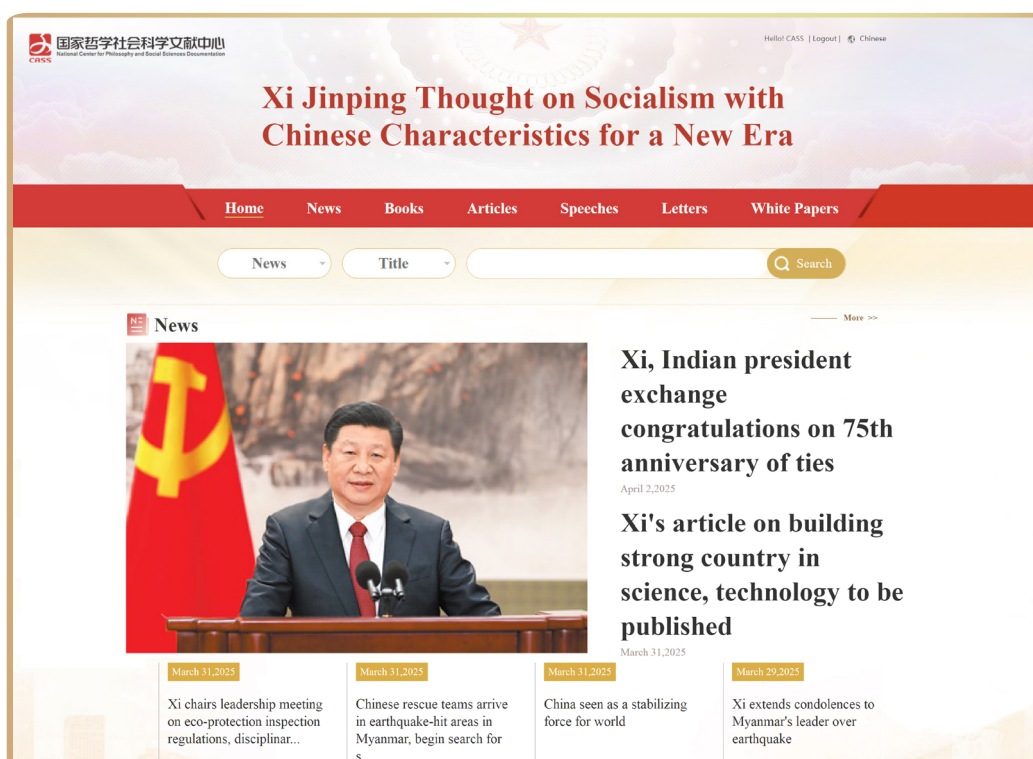 国家哲学社会科学文献中心
National Center for Philosophy and Social Sciences Documentation
CASS
Hello! CASS | Logout | Chinese
Xi Jinping Thought on Socialism with
Chinese Characteristics for a New Era
Home News Books Articles Speeches Letters White Papers
News Title Search
News
More >>
Xi, Indian president
exchange
congratulations on 75th
anniversary of ties
April 2,2025
Xi's article on building
strong country in
science, technology to be
published
March 31,2025
March 31,2025
Xi chairs leadership meeting
on eco-protection inspection
regulations, disciplinar...
March 31,2025
Chinese rescue teams arrive
in earthquake-hit areas in
Myanmar, begin search for
s
March 31,2025
China seen as a stabilizing
force for world
March 29,2025
Xi extends condolences to
Myanmar's leader over
earthquake